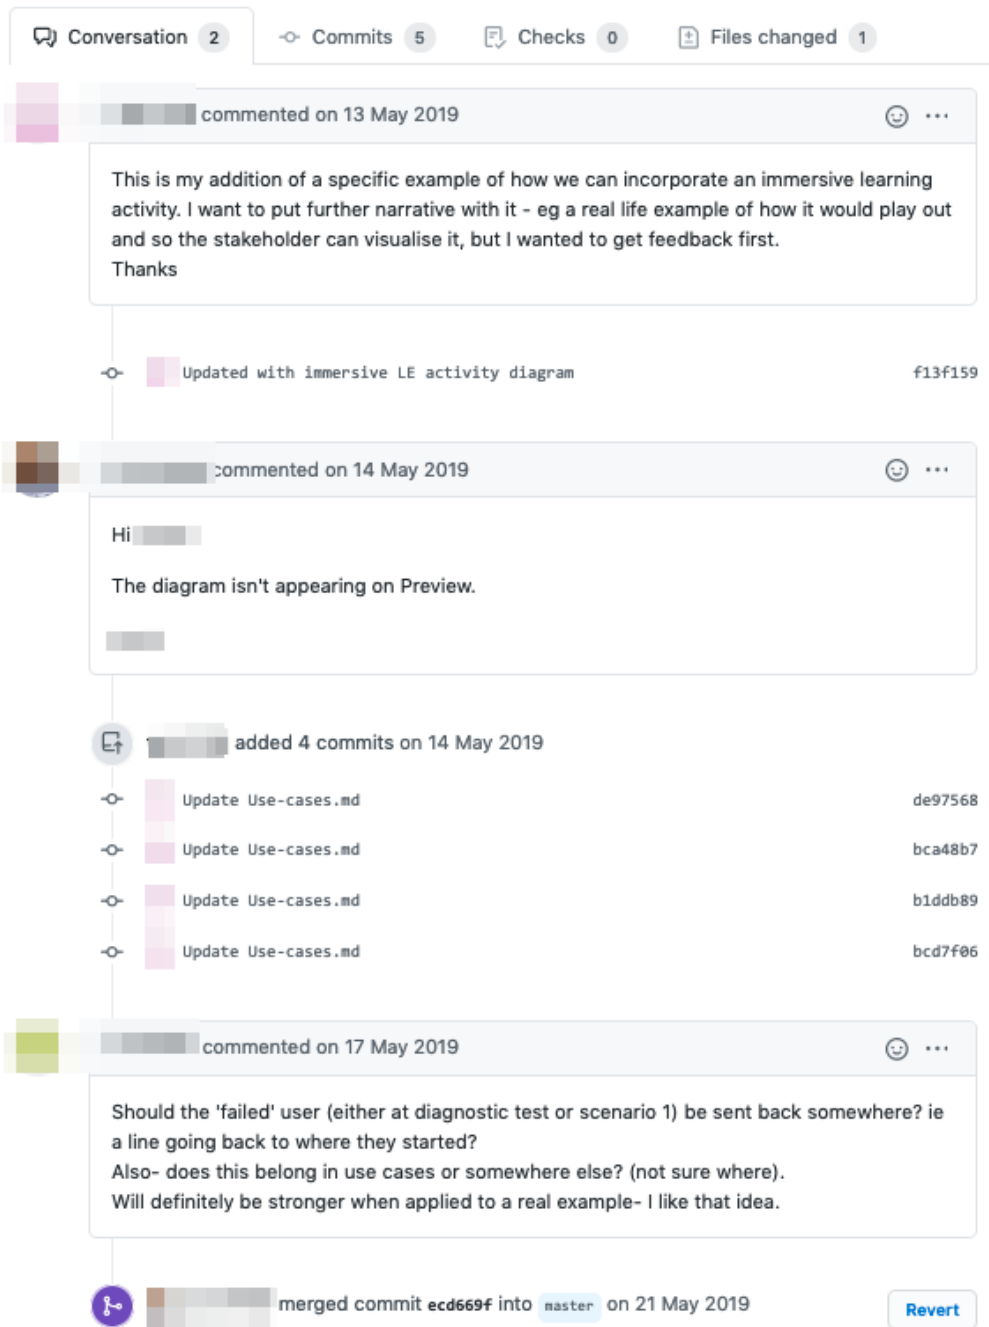 Conversation 2 Commits 5 Checks 0 Files changed 1
commented on 13 May 2019
This is my addition of a specific example of how we can incorporate an immersive learning
activity. I want to put further narrative with it - eg a real life example of how it would play out
and so the stakeholder can visualise it, but I wanted to get feedback first.
Thanks
Updated with immersive LE activity diagram f13f159
commented on 14 May 2019
Hi
The diagram isn't appearing on Preview.
added 4 commits on 14 May 2019
Update Use-cases.md de97568
Update Use-cases.md bca48b7
Update Use-cases.md b1ddb89
Update Use-cases.md bcd7f06
commented on 17 May 2019
Should the 'failed' user (either at diagnostic test or scenario 1) be sent back somewhere? ie
a line going back to where they started?
Also- does this belong in use cases or somewhere else? (not sure where).
Will definitely be stronger when applied to a real example- I like that idea.
merged commit ecd669f into master on 21 May 2019 Revert